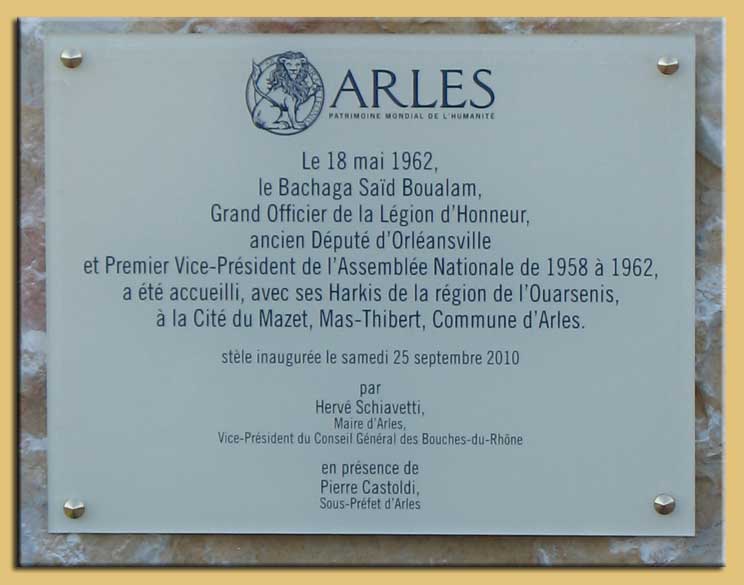 ARLES
PATRIMOINE MONDIAL DE L'HUMANITÉ
Le 18 mai 1962,
le Bachaga Saïd Boualam,
Grand Officier de la Légion d'Honneur,
ancien Député d'Orléansville
et Premier Vice-Président de l'Assemblée Nationale de 1958 à 1962,
a été accueilli, avec ses Harkis de la région de l'Ouarsenis,
à la Cité du Mazet, Mas-Thibert, Commune d'Arles.
stèle inaugurée le samedi 25 septembre 2010
par
Hervé Schiavetti,
Maire d'Arles,
Vice-Président du Conseil Général des Bouches-du-Rhône
en présence de
Pierre Castoldi,
Sous-Préfet d'Arles